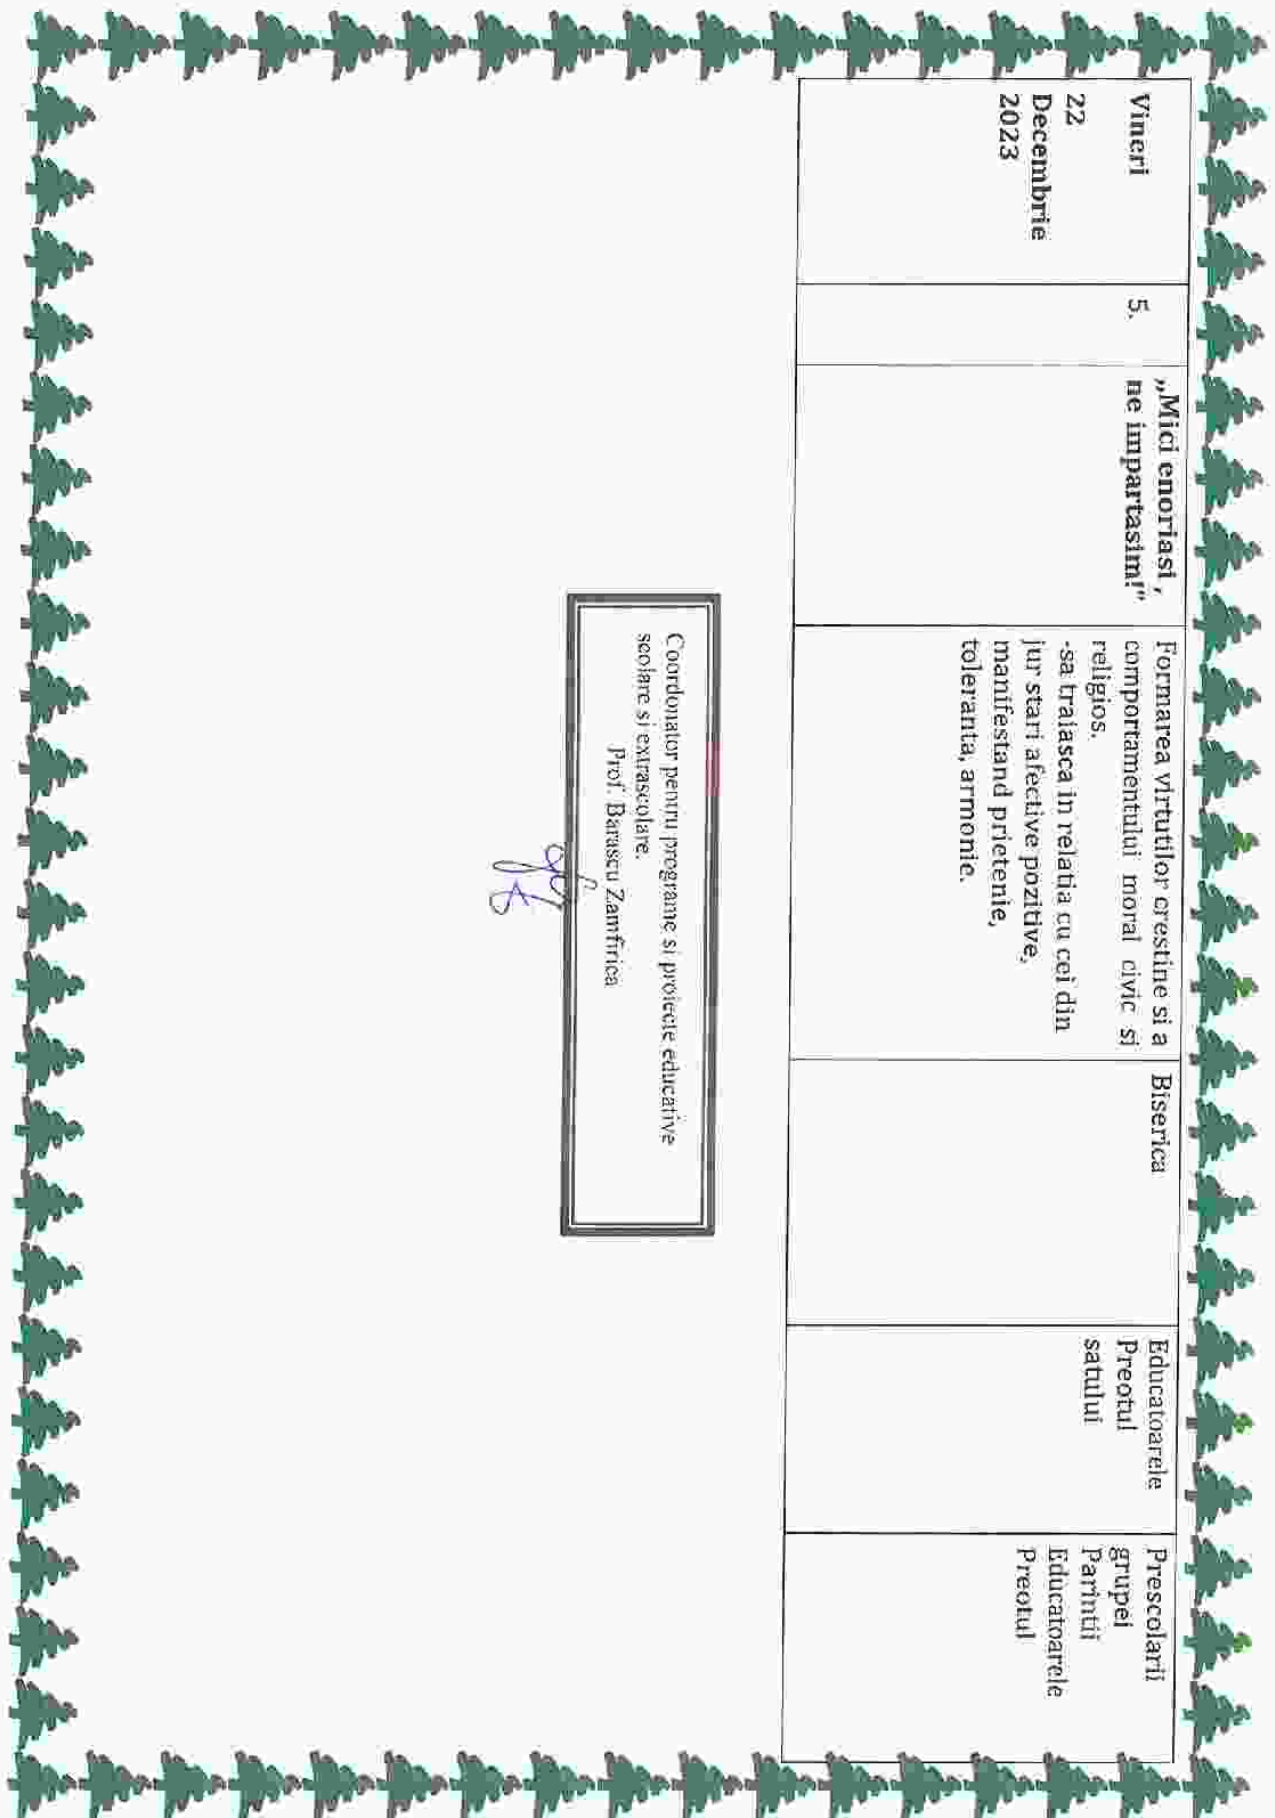 Vineri
22
Decembrie
2023
5.
„Mici enoriasi ,
ne impartasim!"
Formarea virtutilor crestine si a
comportamentului moral civic si
religios.
-sa traiasca in relatia cu cei din
jur stari afective pozitive,
manifestand prietenie,
toleranta, armonie.
Biserica
Educatoarele
Preotul
satului
Prescolarii
grupei
Parintii
Educatoarele
Preotul
Coordonator pentru programe si proiecte educative
scolare si extrascolare.
Prof. Barascu Zamfirica